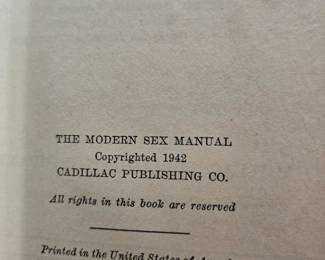 THE MODERN SEX MANUAL
Copyrighted 1942
CADILLAC PUBLISHING CO.
All rights in this book are reserved
Printed in the United States of